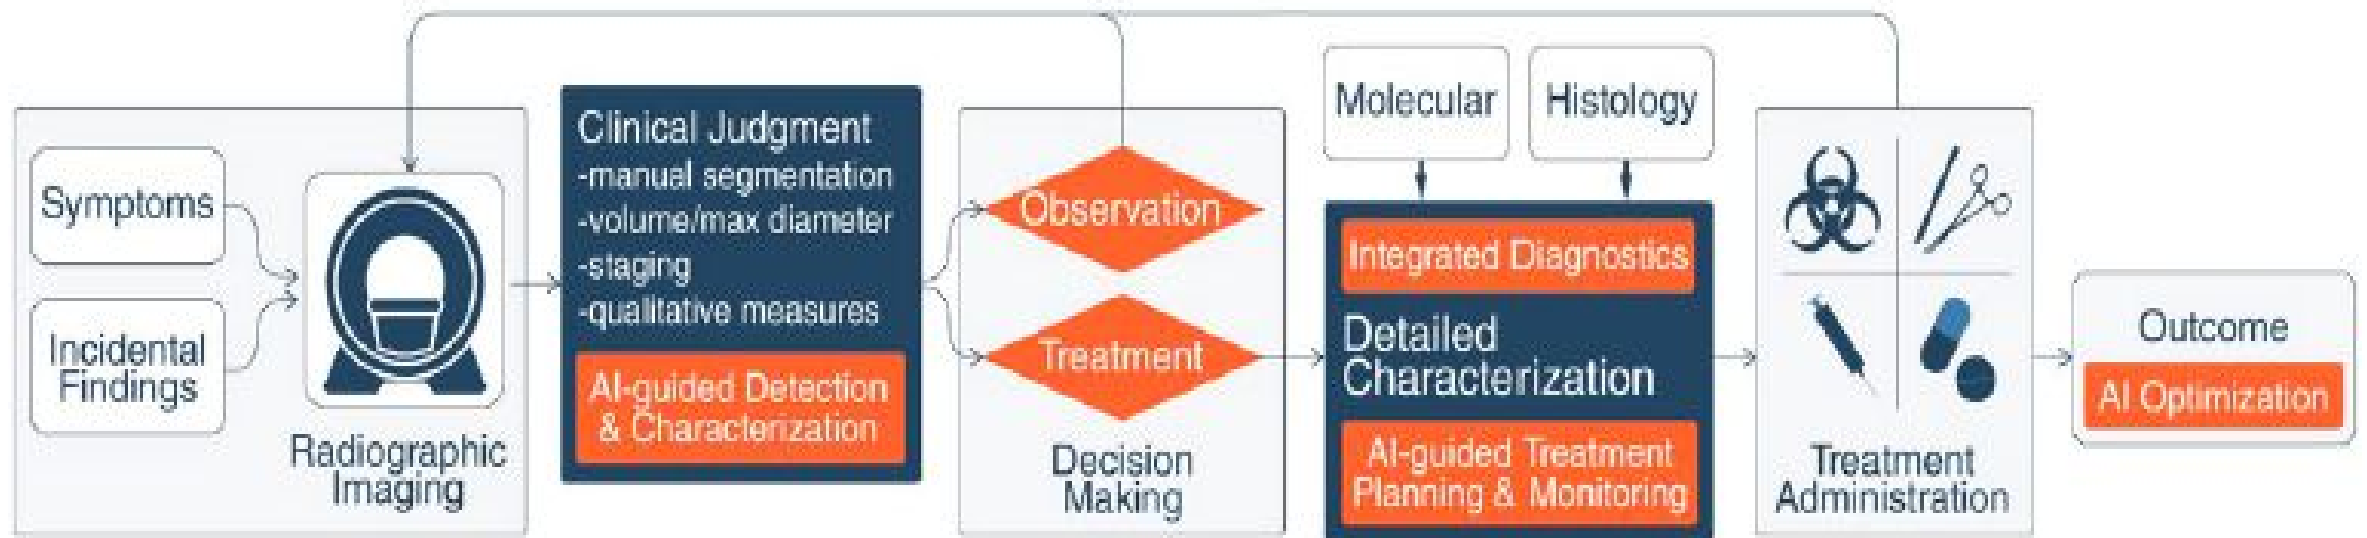 Symptoms
Incidental
Findings
Radiographic
Imaging
Clinical Judgment
-manual segmentation
-volume/max diameter
-staging
-qualitative measures
AI-guided Detection
& Characterization
Observation
Treatment
Decision
Making
Molecular
Histology
Integrated Diagnostics
Detailed
Characterization
AI-guided Treatment
Planning & Monitoring
Treatment
Administration
Outcome
AI Optimization